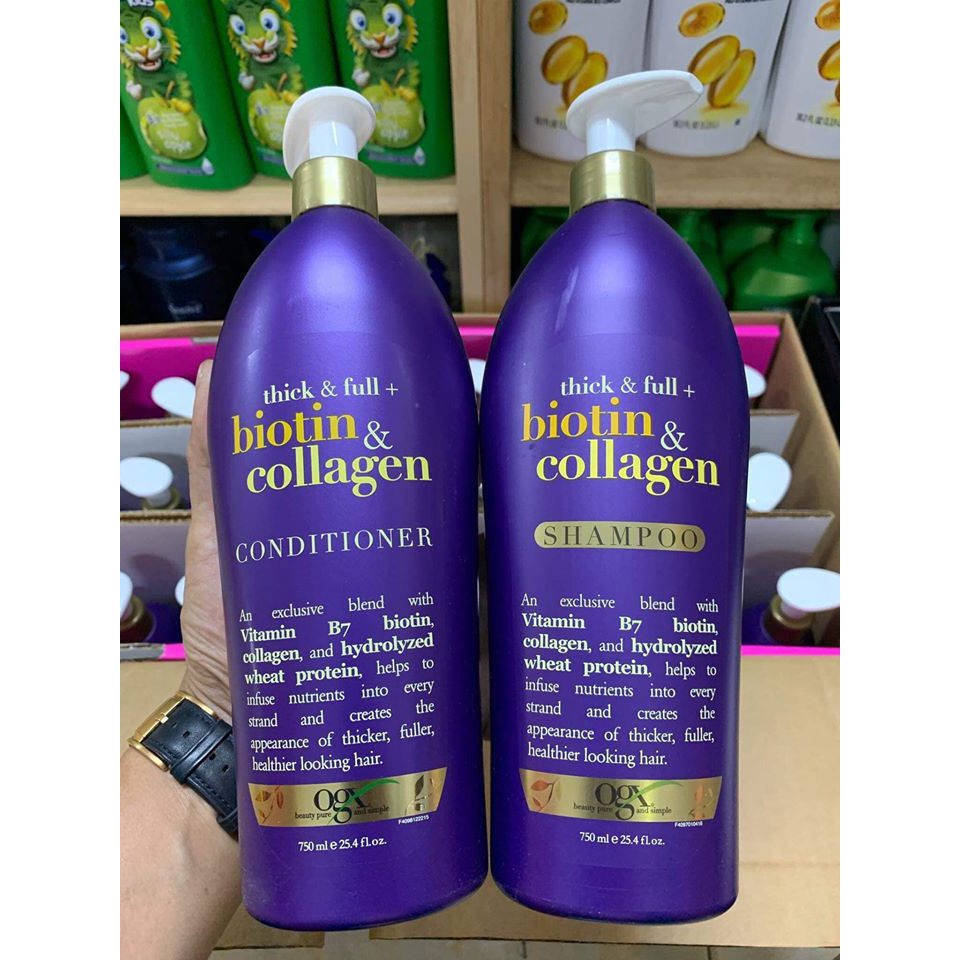 thick & full +
biotin &
collagen
CONDITIONER
An exclusive blend with
Vitamin B7 biotin,
collagen, and hydrolyzed
wheat protein, helps to
infuse nutrients into every
strand and creates the
appearance of thicker, fuller,
healthier looking hair.
ogx
beauty pure and simple
F4098122215
750 ml e 25.4 fl.oz.
thick & full +
biotin &
collagen
SHAMPOO
An exclusive blend with
Vitamin B7 biotin,
collagen, and hydrolyzed
wheat protein, helps to
infuse nutrients into every
strand and creates the
appearance of thicker, fuller,
healthier looking hair.
ogx
beauty pure and simple
F4097010416
750 ml e 25.4 fl.oz.